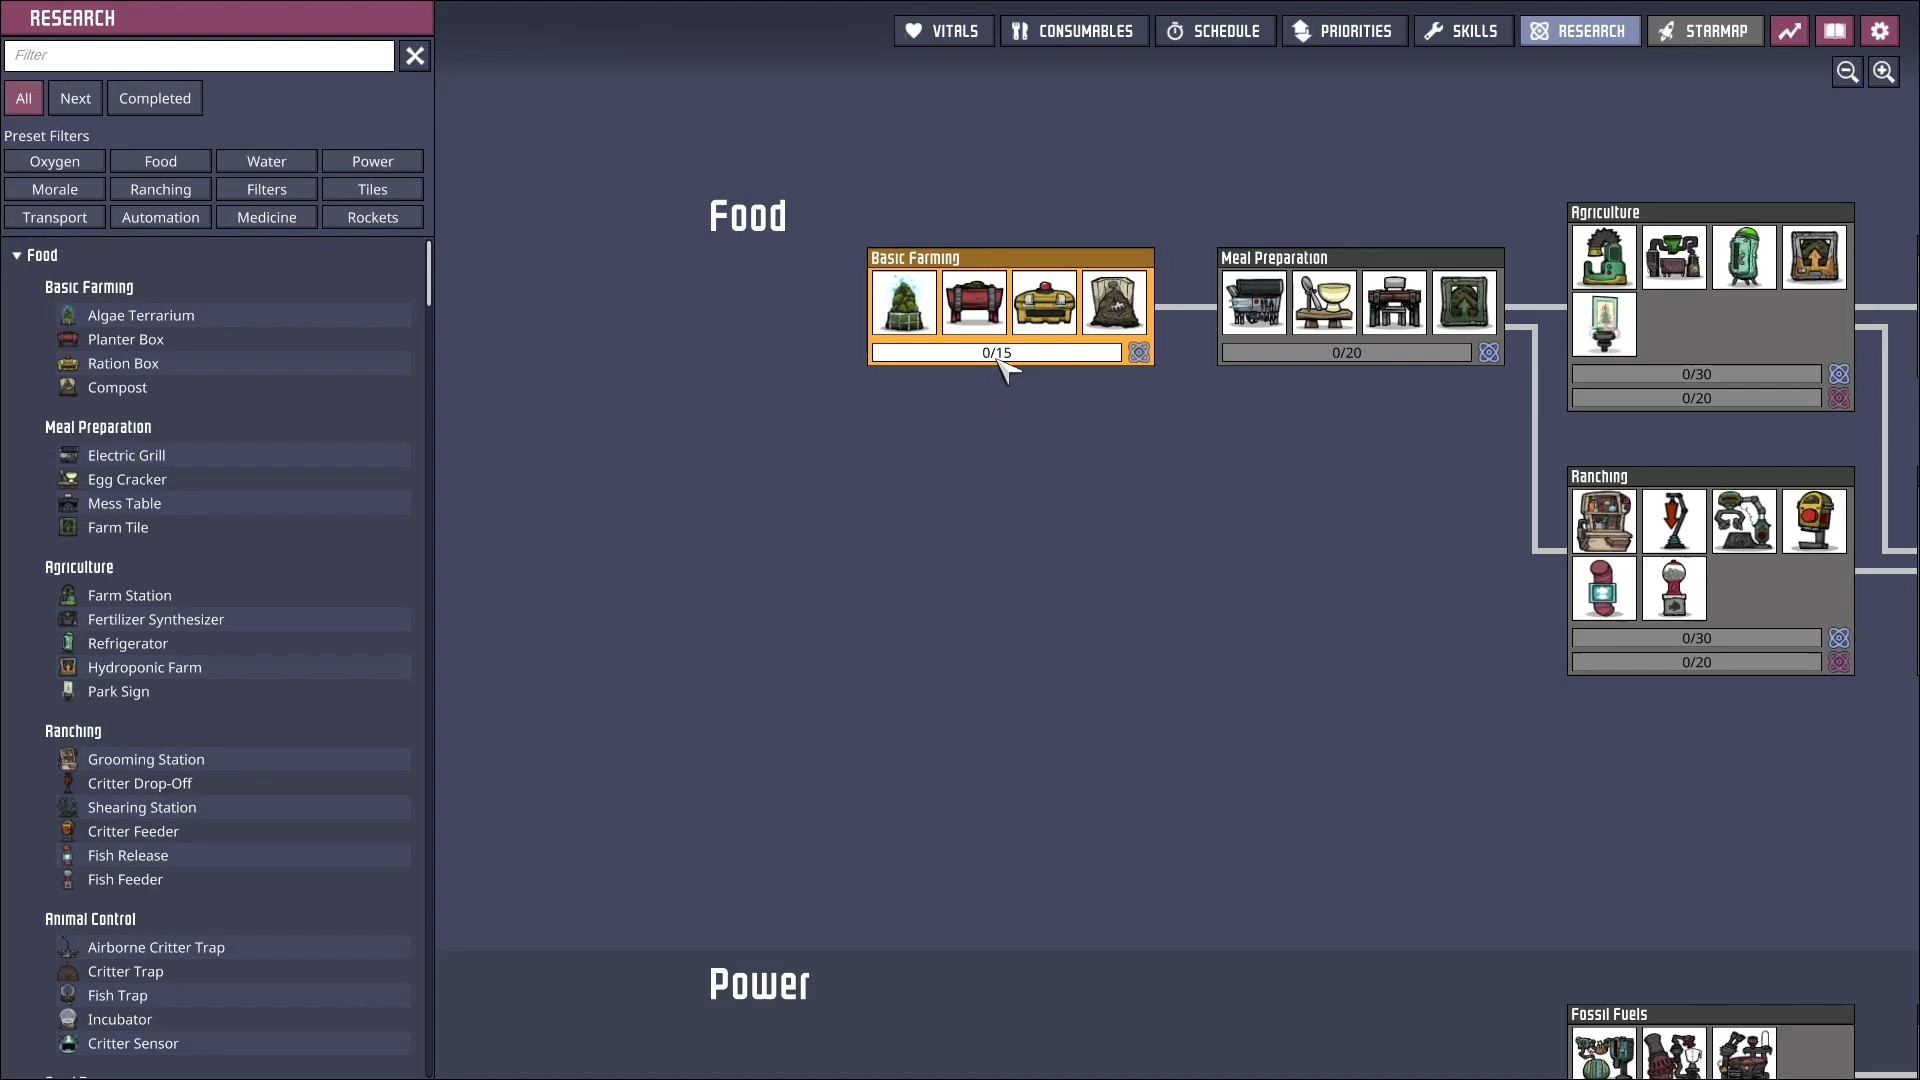 RESEARCH
Filter
All Next Completed
Preset Filters
Oxygen Food Water Power
Morale Ranching Filters Tiles
Transport Automation Medicine Rockets
Food
Basic Farming
Algae Terrarium
Planter Box
Ration Box
Compost
Meal Preparation
Electric Grill
Egg Cracker
Mess Table
Farm Tile
Agriculture
Farm Station
Fertilizer Synthesizer
Refrigerator
Hydroponic Farm
Park Sign
Ranching
Grooming Station
Critter Drop-Off
Shearing Station
Critter Feeder
Fish Release
Fish Feeder
Animal Control
Airborne Critter Trap
Critter Trap
Fish Trap
Incubator
Critter Sensor
VITALS CONSUMABLES SCHEDULE PRIORITIES SKILLS RESEARCH STARMAP
Food
Basic Farming
0/15
Meal Preparation
0/20
Agriculture
0/30
0/20
Ranching
0/30
0/20
Power
Fossil Fuels